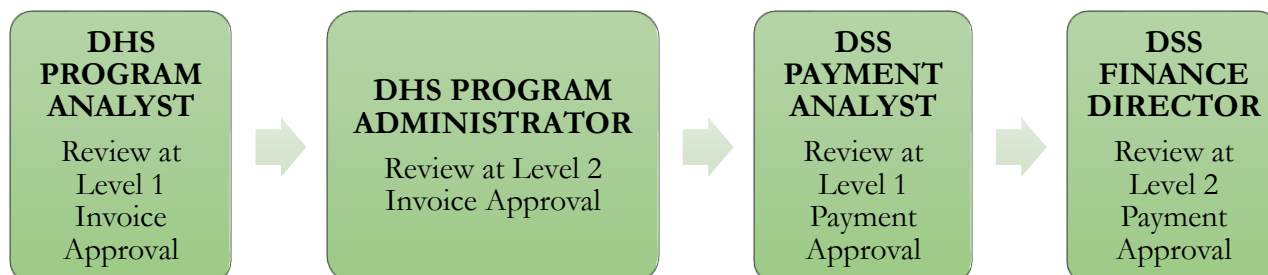 DHS
PROGRAM
ANALYST
Review at
Level 1
Invoice
Approval
DHS PROGRAM
ADMINISTRATOR
Review at Level 2
Invoice Approval
DSS
PAYMENT
ANALYST
Review at
Level 1
Payment
Approval
DSS
FINANCE
DIRECTOR
Review at
Level 2
Payment
Approval